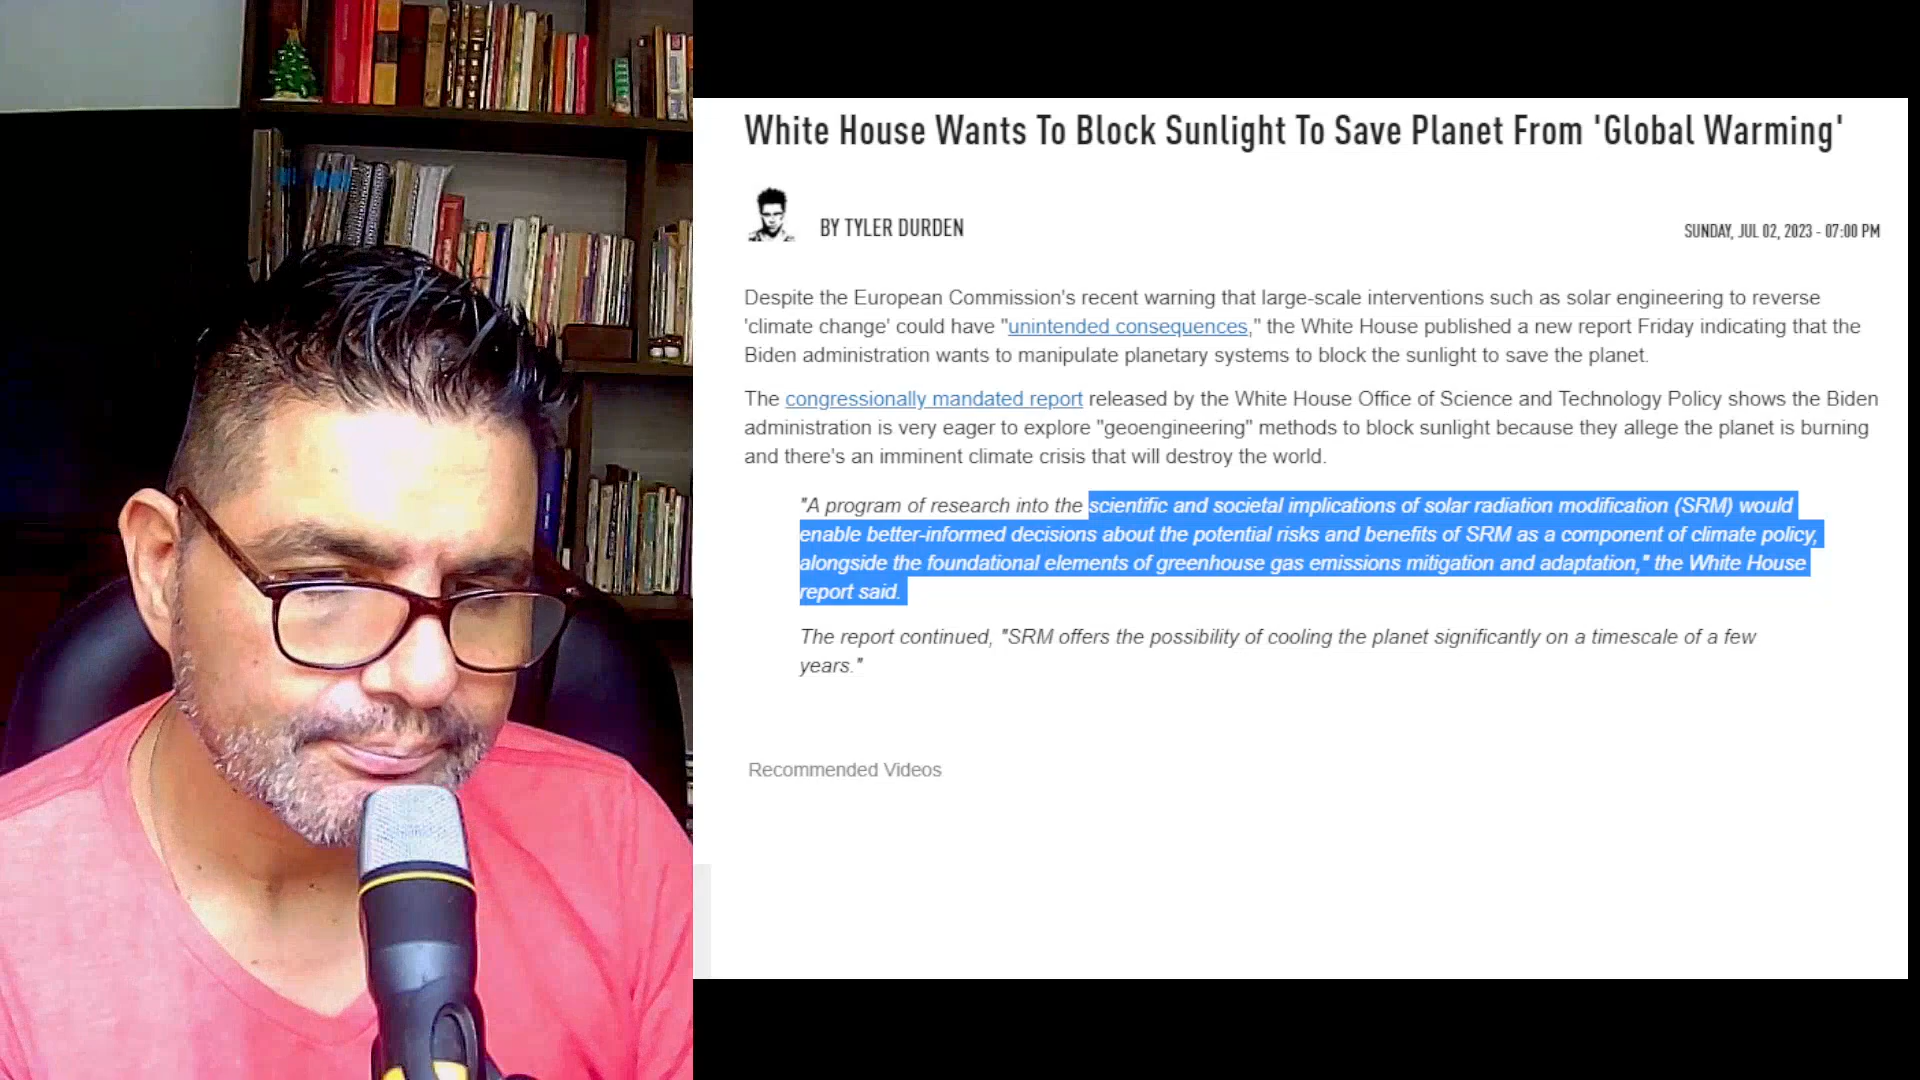 White House Wants To Block Sunlight To Save Planet From 'Global Warming'
BY TYLER DURDEN
SUNDAY, JUL 02, 2023 - 07:00 PM
Despite the European Commission's recent warning that large-scale interventions such as solar engineering to reverse
'climate change' could have "unintended consequences," the White House published a new report Friday indicating that the
Biden administration wants to manipulate planetary systems to block the sunlight to save the planet.
The congressionally mandated report released by the White House Office of Science and Technology Policy shows the Biden
administration is very eager to explore "geoengineering" methods to block sunlight because they allege the planet is burning
and there's an imminent climate crisis that will destroy the world.
"A program of research into the scientific and societal implications of solar radiation modification (SRM) would
enable better-informed decisions about the potential risks and benefits of SRM as a component of climate policy,
alongside the foundational elements of greenhouse gas emissions mitigation and adaptation," the White House
report said.
The report continued, "SRM offers the possibility of cooling the planet significantly on a timescale of a few
years."
Recommended Videos